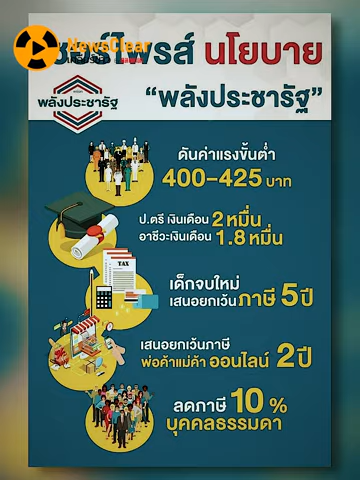 NewsClear
เซอร์ไพรส์ นโยบาย
พลังประชารัฐ
“พลังประชารัฐ”
ดันค่าแรงขั้นต่ำ
400-425 บาท
ป.ตรี เงินเดือน 2 หมื่น
อาชีวะเงินเดือน 1.8 หมื่น
TAX
เด็กจบใหม่
เสนอยกเว้น ภาษี 5 ปี
เสนอยกเว้นภาษี
พ่อค้าแม่ค้า ออนไลน์ 2 ปี
ลดภาษี 10 %
บุคคลธรรมดา